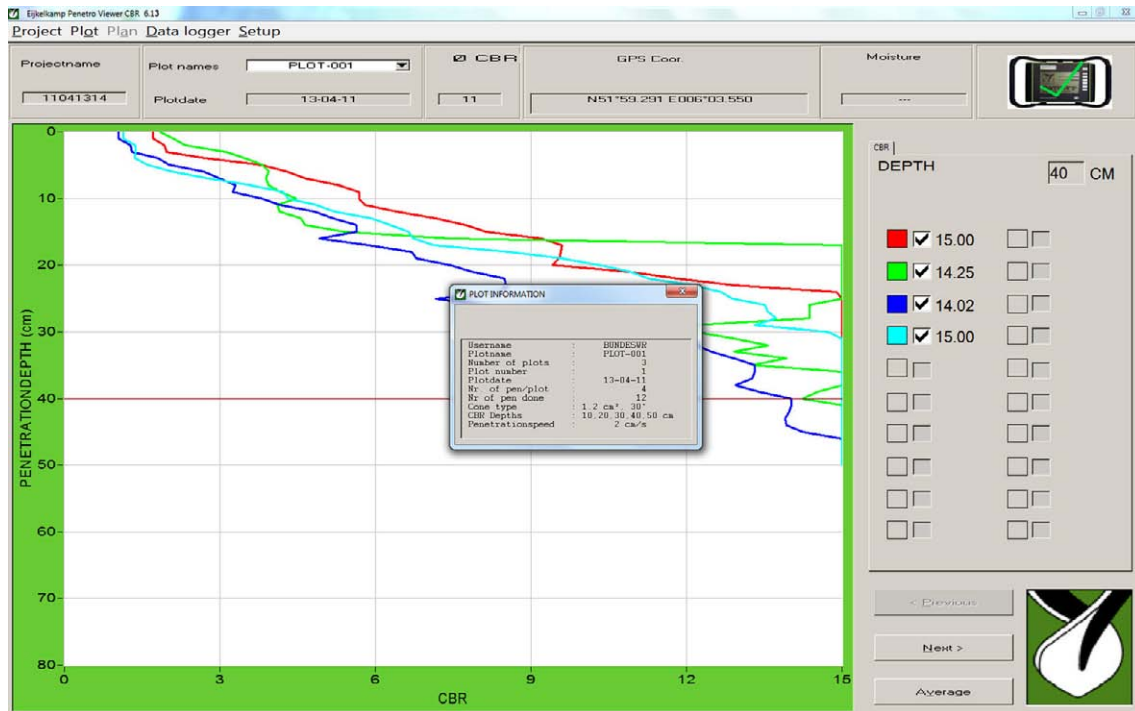 Eijkelkamp Penetro Viewer CBR 6.13
Project Plot Plan Data logger Setup
Projectname
11041314
Plot names PLOT-001
Plotdate 13-04-11
Ø CBR
11
GPS Coor.
N51°59.291 E006°03.550
Moisture
---
PENETRATIONDEPTH (cm)
0
10
20
30
40
50
60
70
80
0 3 6 9 12 15
CBR
PLOT INFORMATION
Username : BUNDESWR
Plotname : PLOT-001
Number of plots : 3
Plot number : 1
Plotdate : 13-04-11
Nr. of pen/plot : 4
Nr of pen done : 12
Cone type : 1.2 cm², 30°
CBR Depths : 10,20,30,40,50 cm
Penetrationspeed : 2 cm/s
CBR
DEPTH 40 CM
15.00
14.25
14.02
15.00
< Previous
Next >
Average